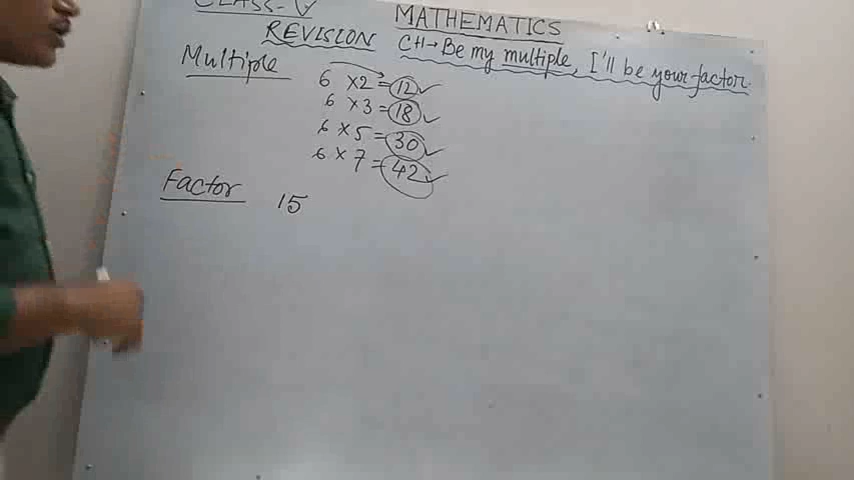 CLASS-V
MATHEMATICS
REVISION
CH→Be my multiple, I'll be your factor.
Multiple
6 ×2=12✓
6 ×3=18✓
6 ×5=30✓
6 ×7=42✓
Factor 15